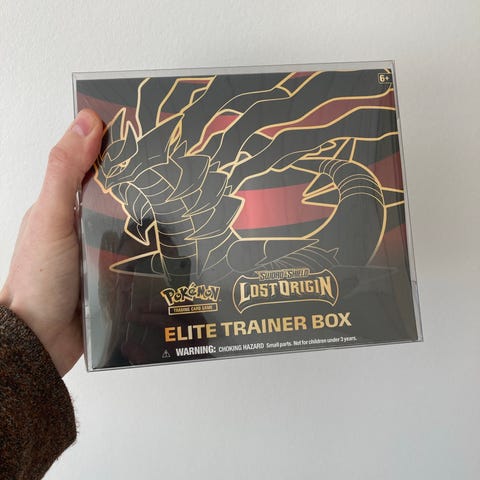 6+
Pokémon
TRADING CARD GAME
SWORD & SHIELD
LOST ORIGIN
ELITE TRAINER BOX
⚠ WARNING: CHOKING HAZARD Small parts. Not for children under 3 years.